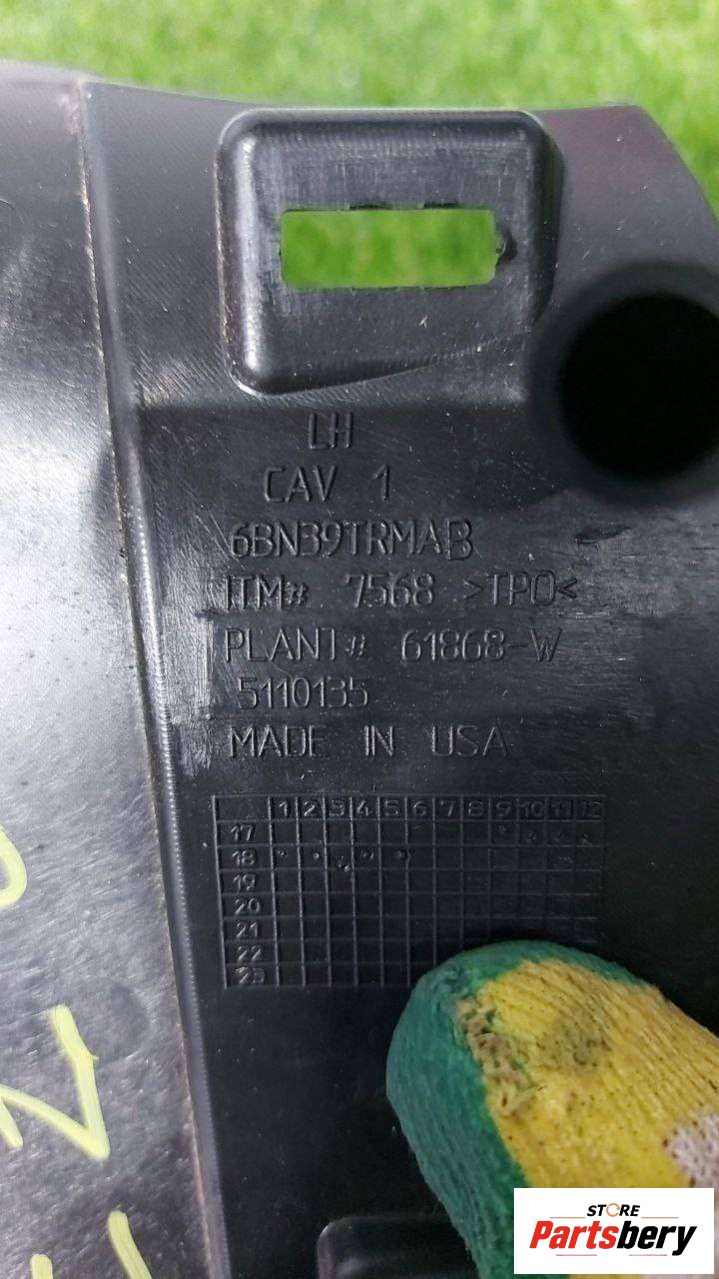 LH
CAV 1
6BN39TRMAB
ITM# 7568 >TPO<
PLANT# 61868-W
5110135
MADE IN USA
1 2 3 4 5 6 7 8 9 10 11 12
17
18
19
20
21
22
23
STORE
Partsbery